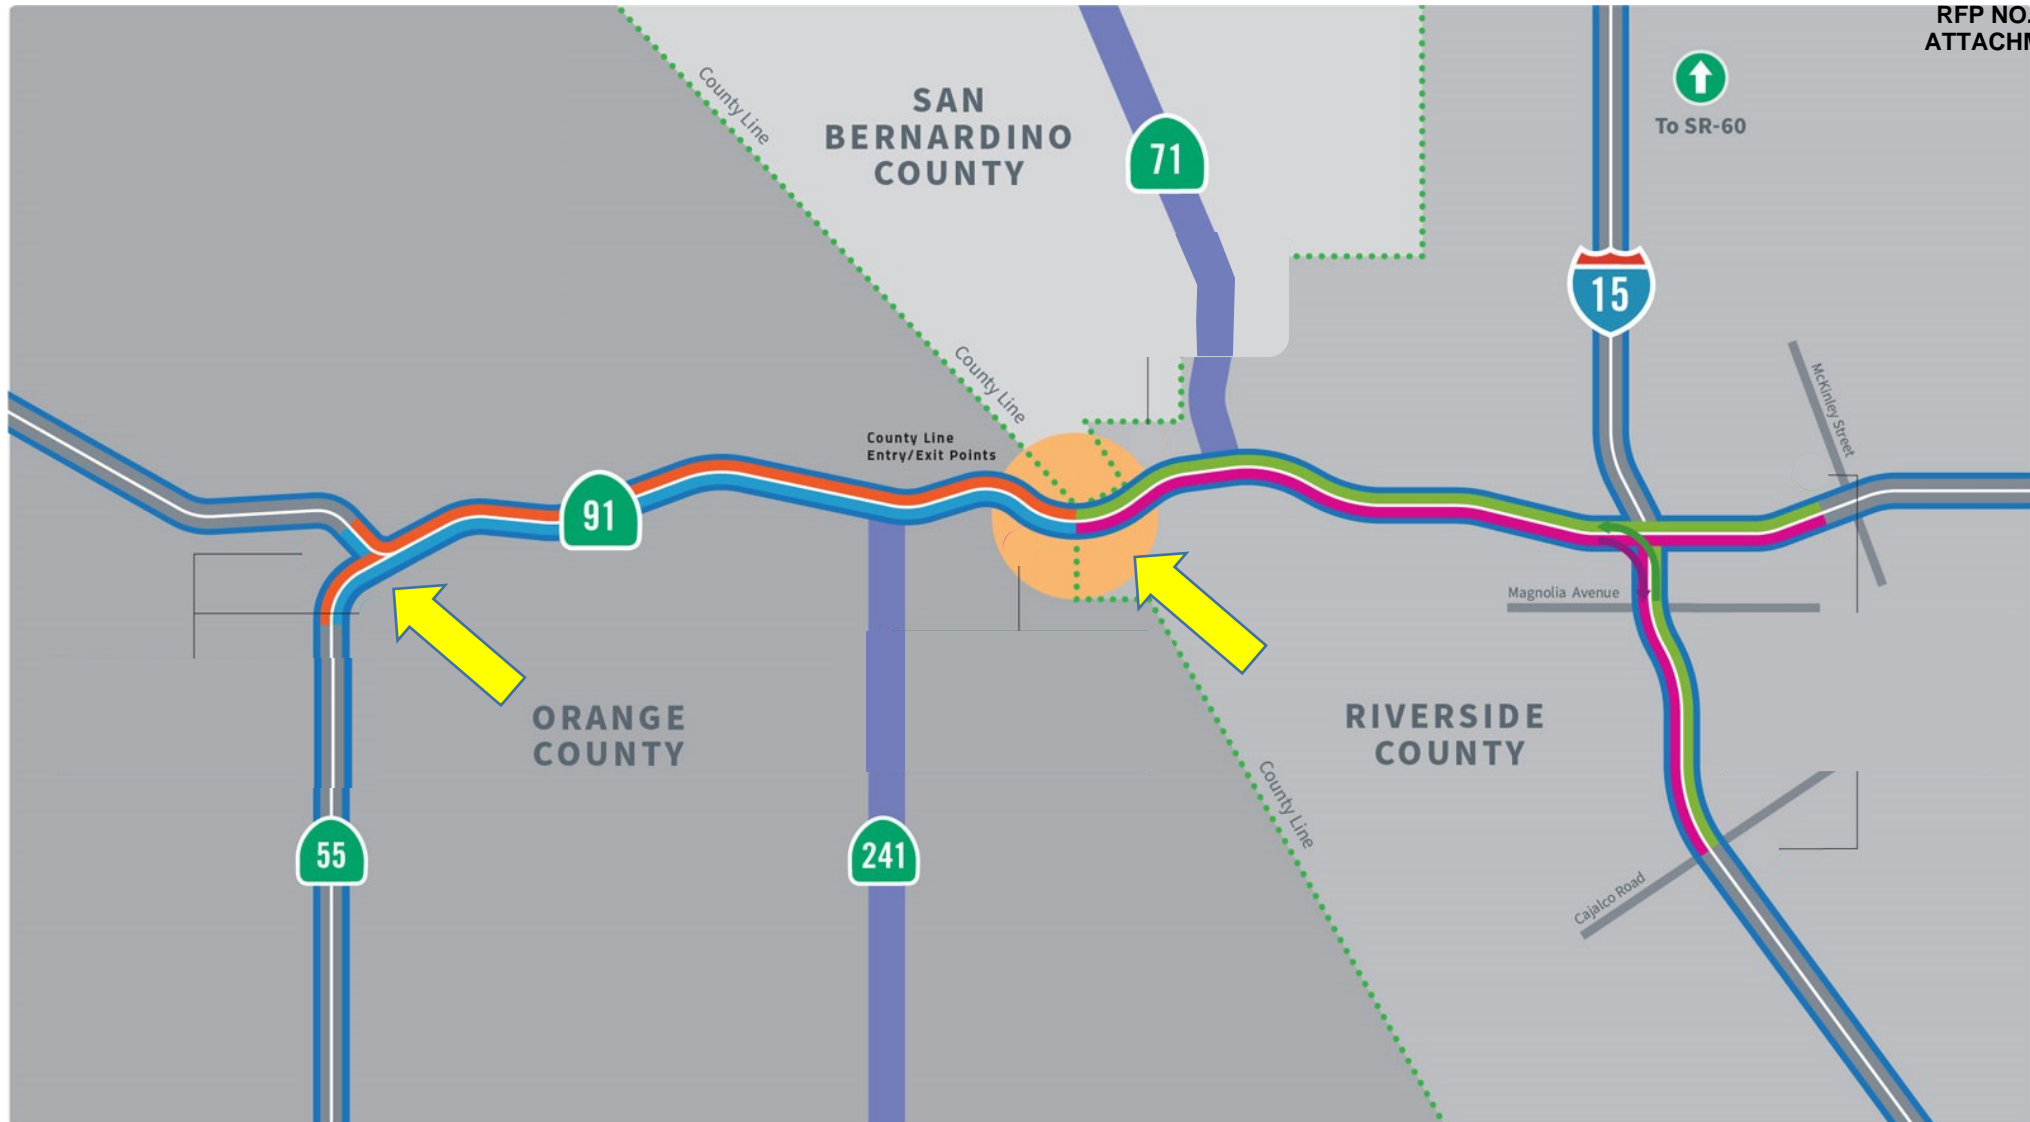 RFP NO.
ATTACHM
County Line
SAN
BERNARDINO
COUNTY
71
To SR-60
15
McKinley Street
County Line
County Line
Entry/Exit Points
91
Magnolia Avenue
ORANGE
COUNTY
RIVERSIDE
COUNTY
County Line
55
241
Cajalco Road